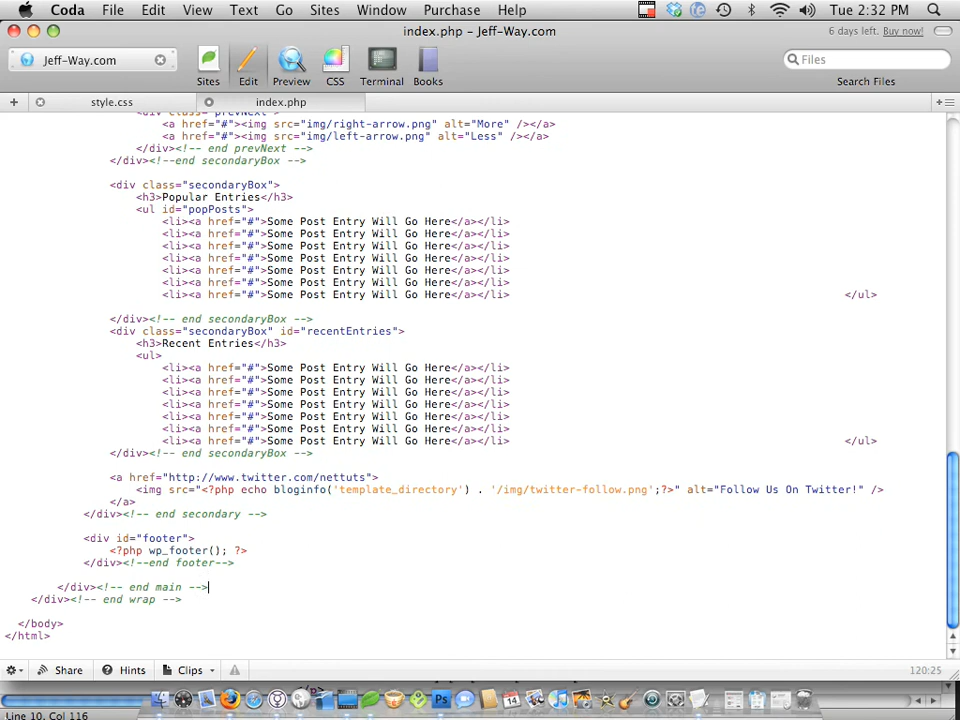 Coda File Edit View Text Go Sites Window Purchase Help Tue 2:32 PM
index.php – Jeff-Way.com
6 days left. Buy now!
Jeff-Way.com
Files
Sites Edit Preview CSS Terminal Books Search Files
style.css index.php
<div class="prevNext">
<a href="#"><img src="img/right-arrow.png" alt="More" /></a>
<a href="#"><img src="img/left-arrow.png" alt="Less" /></a>
</div><!-- end prevNext -->
</div><!--end secondaryBox -->
<div class="secondaryBox">
<h3>Popular Entries</h3>
<ul id="popPosts">
<li><a href="#">Some Post Entry Will Go Here</a></li>
<li><a href="#">Some Post Entry Will Go Here</a></li>
<li><a href="#">Some Post Entry Will Go Here</a></li>
<li><a href="#">Some Post Entry Will Go Here</a></li>
<li><a href="#">Some Post Entry Will Go Here</a></li>
<li><a href="#">Some Post Entry Will Go Here</a></li>
<li><a href="#">Some Post Entry Will Go Here</a></li> </ul>
</div><!-- end secondaryBox -->
<div class="secondaryBox" id="recentEntries">
<h3>Recent Entries</h3>
<ul>
<li><a href="#">Some Post Entry Will Go Here</a></li>
<li><a href="#">Some Post Entry Will Go Here</a></li>
<li><a href="#">Some Post Entry Will Go Here</a></li>
<li><a href="#">Some Post Entry Will Go Here</a></li>
<li><a href="#">Some Post Entry Will Go Here</a></li>
<li><a href="#">Some Post Entry Will Go Here</a></li>
<li><a href="#">Some Post Entry Will Go Here</a></li> </ul>
</div><!-- end secondaryBox -->
<a href="http://www.twitter.com/nettuts">
<img src="<?php echo bloginfo('template_directory') . '/img/twitter-follow.png';?>" alt="Follow Us On Twitter!" />
</a>
</div><!-- end secondary -->
<div id="footer">
<?php wp_footer(); ?>
</div><!--end footer-->
</div><!-- end main -->
</div><!-- end wrap -->
</body>
</html>
Share Hints Clips 120:25
Line 10, Col 116